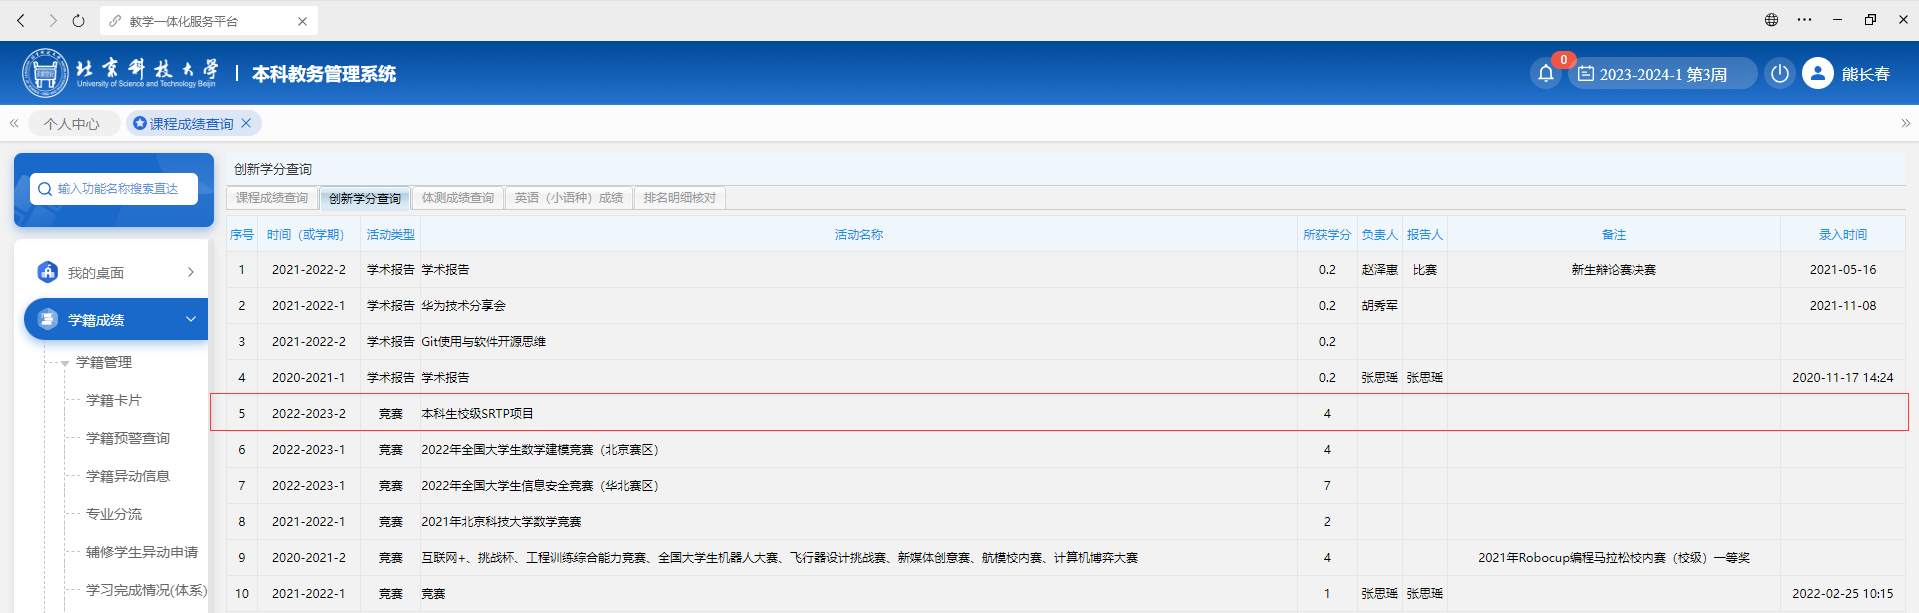 教学一体化服务平台
北京科技大学
University of Science and Technology Beijing
本科教务管理系统
0
2023-2024-1 第3周
熊长春
个人中心
课程成绩查询
输入功能名称搜索直达
我的桌面
学籍成绩
学籍管理
学籍卡片
学籍预警查询
学籍异动信息
专业分流
辅修学生异动申请
学习完成情况(体系)
创新学分查询
课程成绩查询 创新学分查询 体测成绩查询 英语（小语种）成绩 排名明细核对
序号 时间（或学期） 活动类型 活动名称 所获学分 负责人 报告人 备注 录入时间
1 2021-2022-2 学术报告 学术报告 0.2 赵泽惠 比赛 新生辩论赛决赛 2021-05-16
2 2021-2022-1 学术报告 华为技术分享会 0.2 胡秀军 2021-11-08
3 2021-2022-2 学术报告 Git使用与软件开源思维 0.2
4 2020-2021-1 学术报告 学术报告 0.2 张思瑶 张思瑶 2020-11-17 14:24
5 2022-2023-2 竞赛 本科生校级SRTP项目 4
6 2022-2023-1 竞赛 2022年全国大学生数学建模竞赛（北京赛区） 4
7 2022-2023-1 竞赛 2022年全国大学生信息安全竞赛（华北赛区） 7
8 2021-2022-1 竞赛 2021年北京科技大学数学竞赛 2
9 2020-2021-2 竞赛 互联网+、挑战杯、工程训练综合能力竞赛、全国大学生机器人大赛、飞行器设计挑战赛、新媒体创意赛、航模校内赛、计算机博弈大赛 4 2021年Robocup编程马拉松校内赛（校级）一等奖
10 2021-2022-1 竞赛 竞赛 1 张思瑶 张思瑶 2022-02-25 10:15